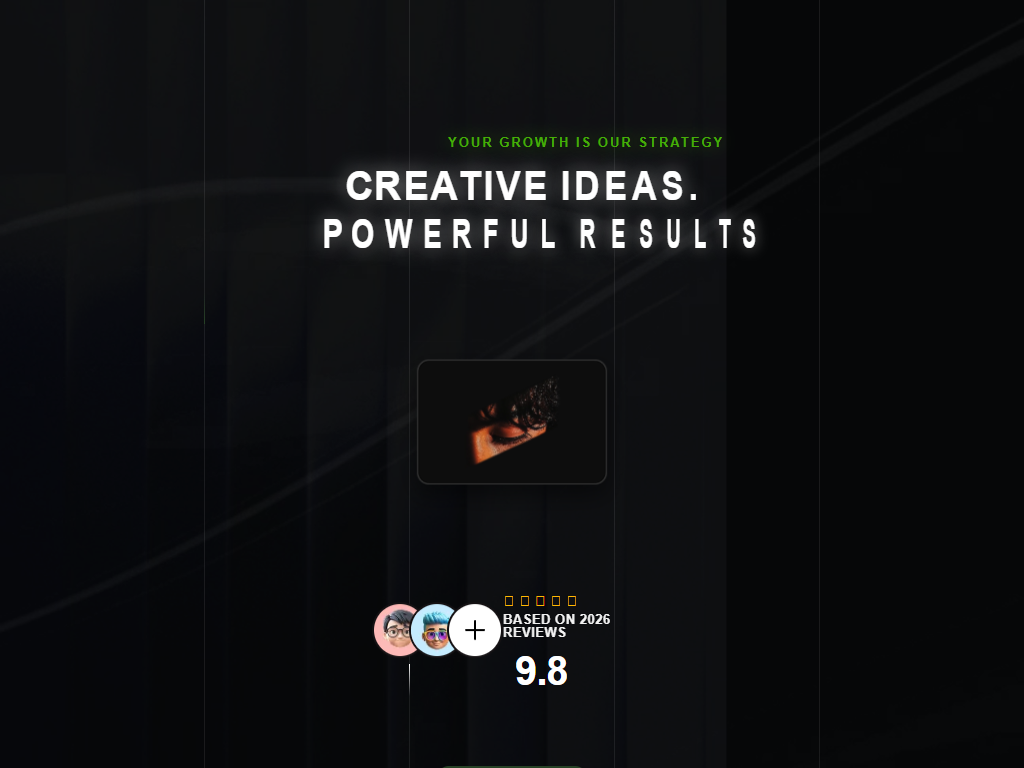 YOUR GROWTH IS OUR STRATEGY
CREATIVE IDEAS.
POWERFUL RESULTS
BASED ON 2026
REVIEWS
9.8